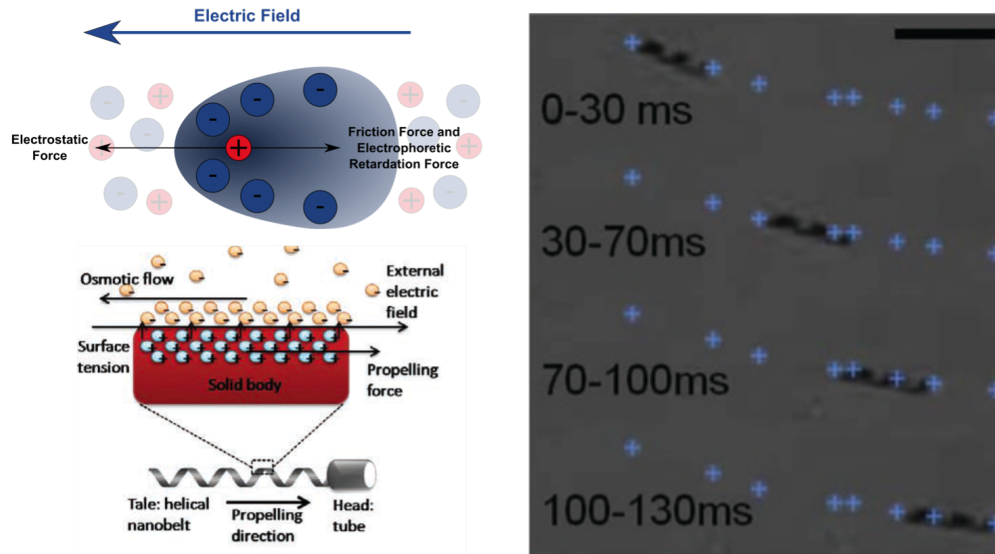 Electric Field
Electrostatic
Force
Friction Force and
Electrophoretic
Retardation Force
Osmotic flow
External
electric
field
Surface
tension
Propelling
force
Solid body
Tale: helical
nanobelt
Propelling
direction
Head:
tube
0-30 ms
30-70ms
70-100ms
100-130ms